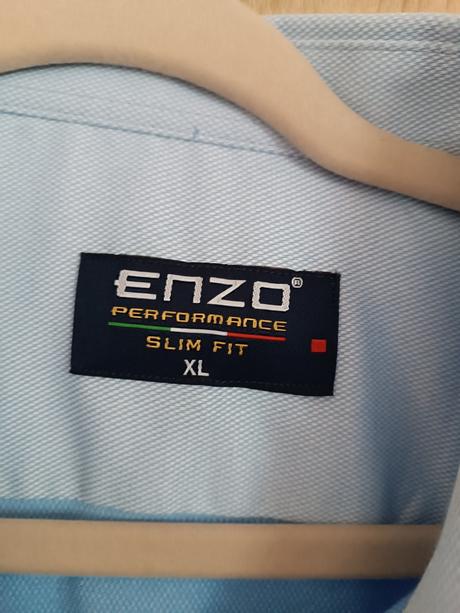 ENZO®
PERFORMANCE
SLIM FIT
XL